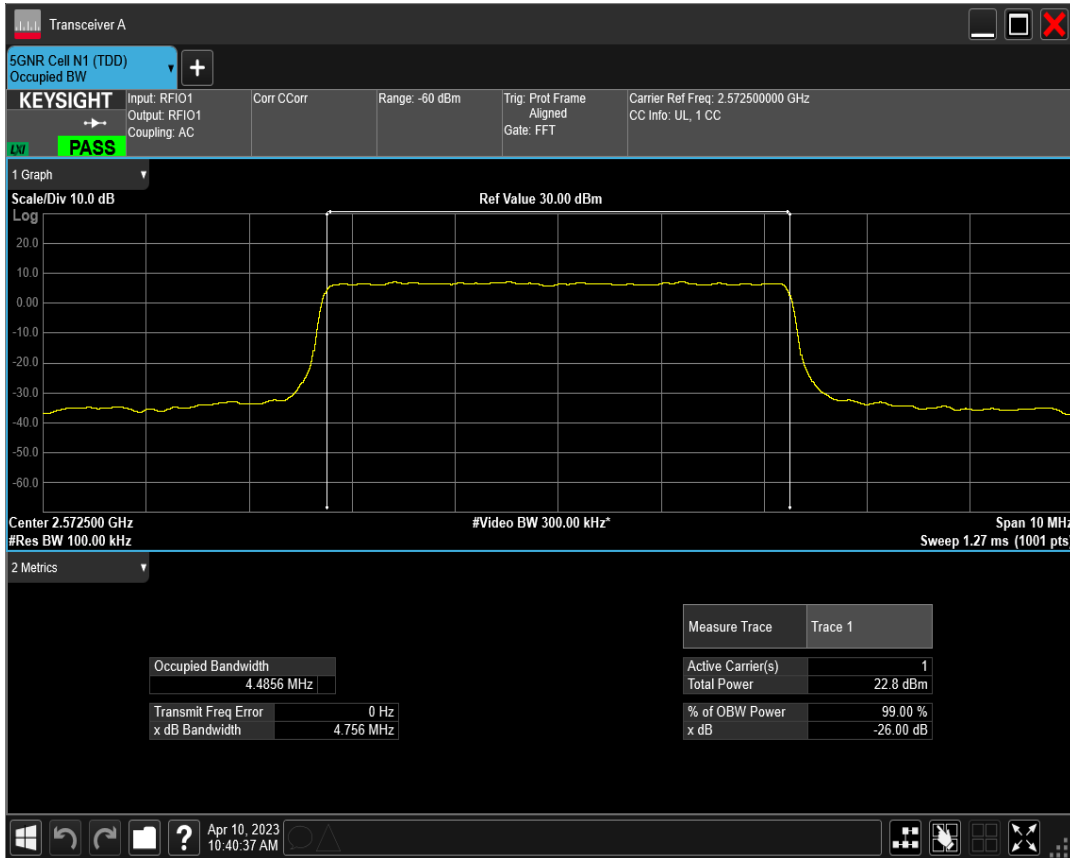 Transceiver A
5GNR Cell N1 (TDD)
Occupied BW
+
KEYSIGHT
LXI
PASS
Input: RFIO1
Output: RFIO1
Coupling: AC
Corr CCorr
Range: -60 dBm
Trig: Prot Frame
Aligned
Gate: FFT
Carrier Ref Freq: 2.572500000 GHz
CC Info: UL, 1 CC
1 Graph
Scale/Div 10.0 dB
Ref Value 30.00 dBm
Log
20.0
10.0
0.00
-10.0
-20.0
-30.0
-40.0
-50.0
-60.0
Center 2.572500 GHz
#Video BW 300.00 kHz*
Span 10 MHz
#Res BW 100.00 kHz
Sweep 1.27 ms (1001 pts)
2 Metrics
Measure Trace Trace 1
Occupied Bandwidth
4.4856 MHz
Active Carrier(s) 1
Total Power 22.8 dBm
Transmit Freq Error 0 Hz
x dB Bandwidth 4.756 MHz
% of OBW Power 99.00 %
x dB -26.00 dB
?
Apr 10, 2023
10:40:37 AM